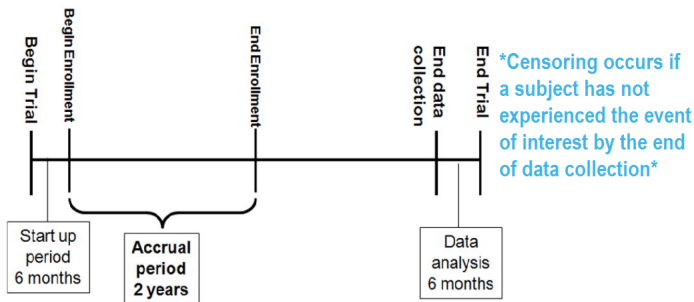 Begin Trial
Begin Enrollment
End Enrollment
End data
collection
End Trial
*Censoring occurs if
a subject has not
experienced the event
of interest by the end
of data collection*
Start up
period
6 months
Accrual
period
2 years
Data
analysis
6 months